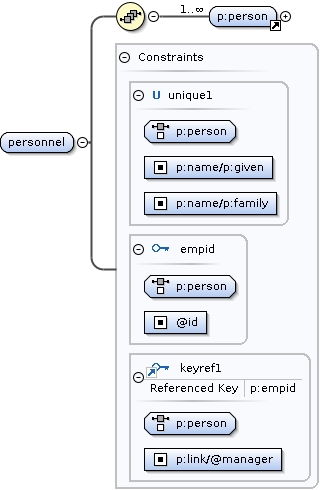 1..∞
p:person
Constraints
U unique1
p:person
p:name/p:given
personnel
p:name/p:family
empid
p:person
@id
keyref1
Referenced Key p:empid
p:person
p:link/@manager